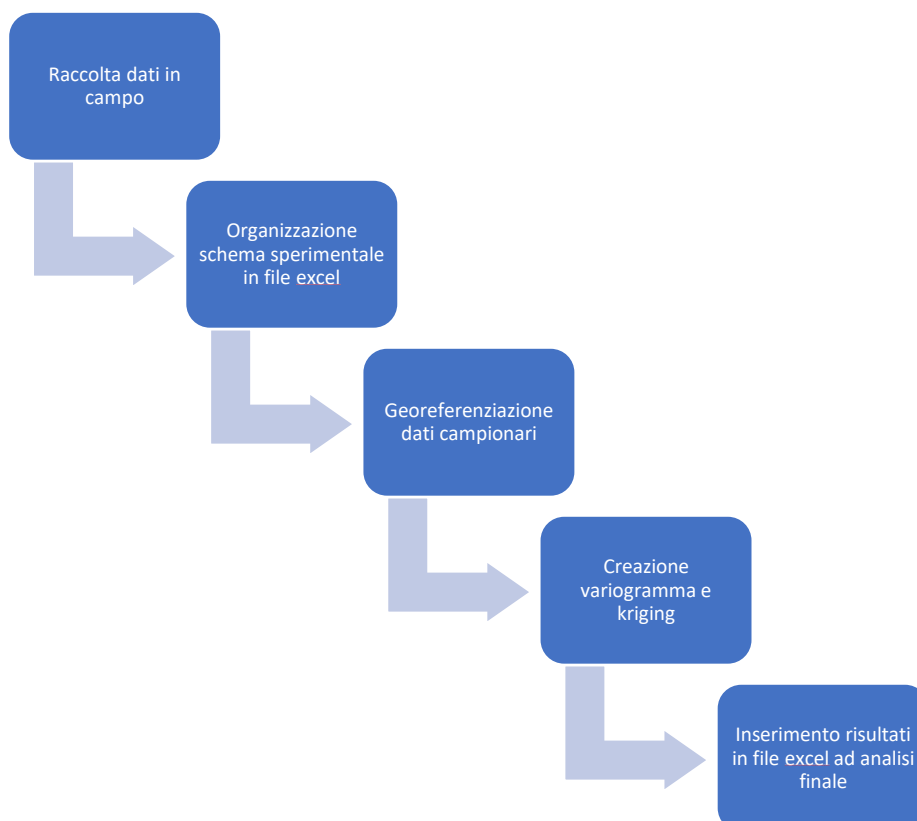 Raccolta dati in
campo
Organizzazione
schema sperimentale
in file excel
Georeferenziazione
dati campionari
Creazione
variogramma e
kriging
Inserimento risultati
in file excel ad analisi
finale